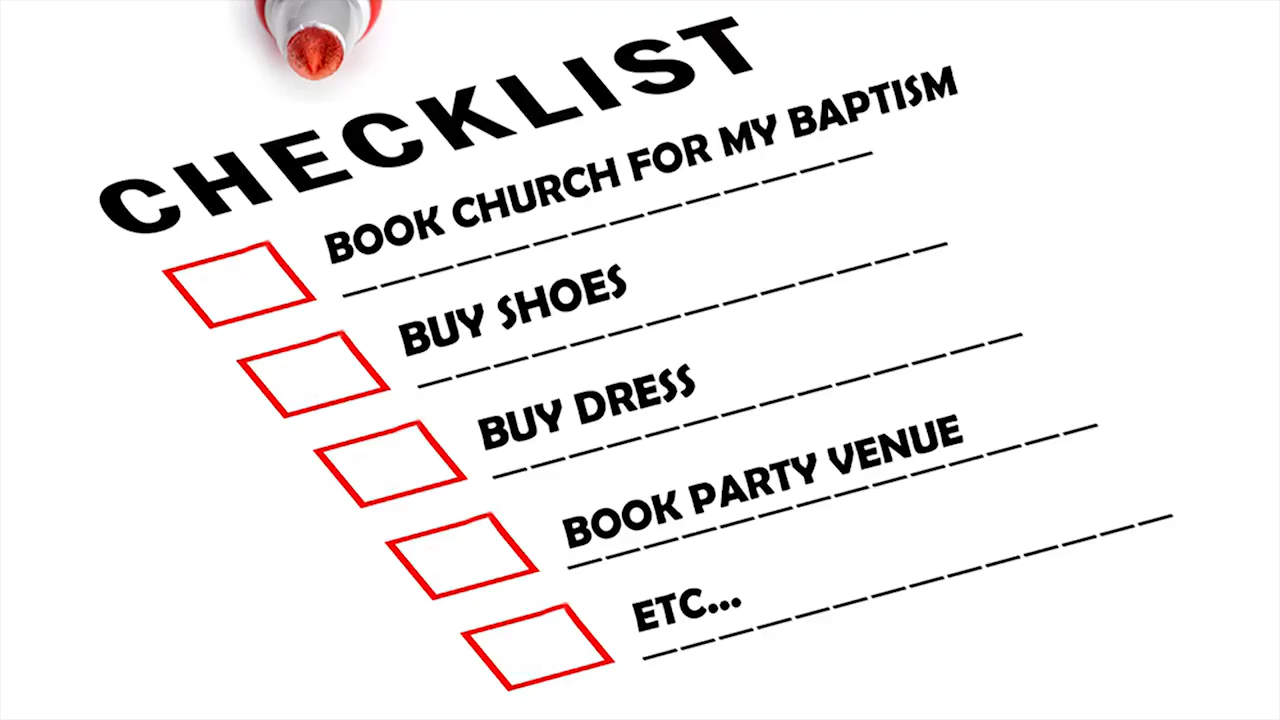 CHECKLIST
BOOK CHURCH FOR MY BAPTISM
BUY SHOES
BUY DRESS
BOOK PARTY VENUE
ETC...